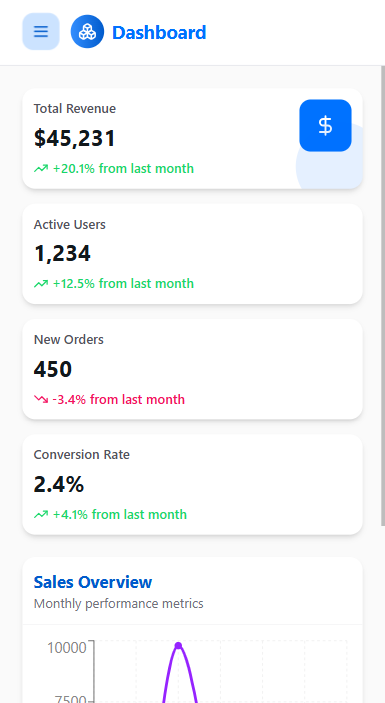 Dashboard
Total Revenue
$
$45,231
+20.1% from last month
Active Users
1,234
+12.5% from last month
New Orders
450
-3.4% from last month
Conversion Rate
2.4%
+4.1% from last month
Sales Overview
Monthly performance metrics
10000
7500